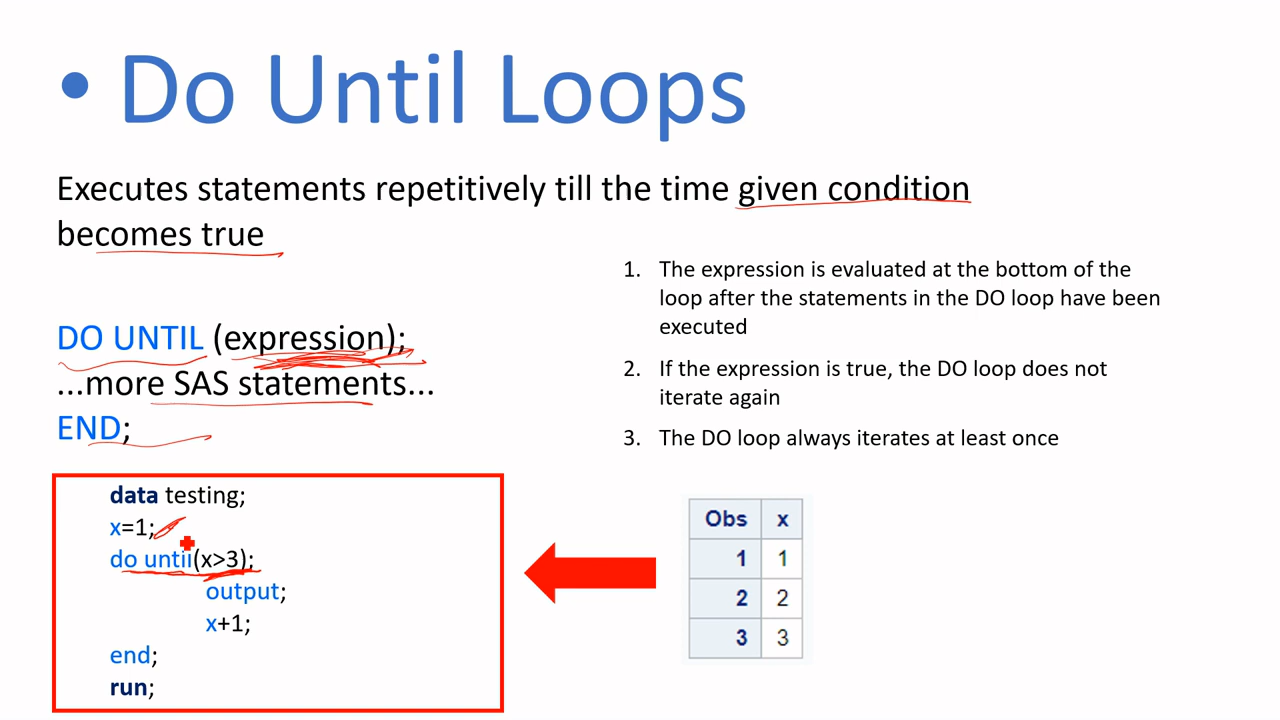 • Do Until Loops
Executes statements repetitively till the time given condition
becomes true
DO UNTIL (expression);
...more SAS statements...
END;
1. The expression is evaluated at the bottom of the
loop after the statements in the DO loop have been
executed
2. If the expression is true, the DO loop does not
iterate again
3. The DO loop always iterates at least once
data testing;
x=1;
do until(x>3);
output;
x+1;
end;
run;
Obs x
1 1
2 2
3 3